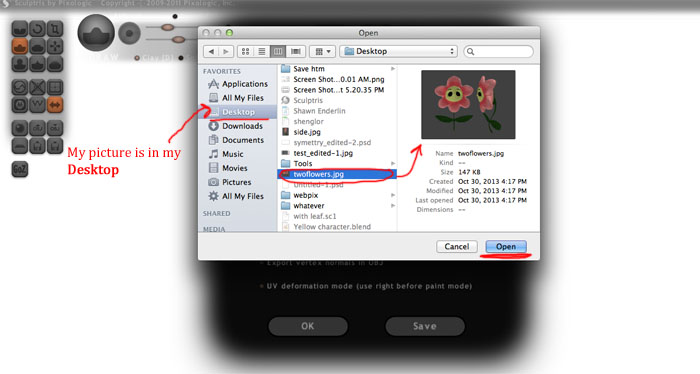 Sculptris by Pixologic Copyright © 2009-2011 Pixologic, Inc.
Open
Desktop
FAVORITES
Applications
All My Files
Desktop
Downloads
Documents
Music
Movies
Pictures
All My Files
SHARED
MEDIA
Save htm
Screen Shot...0.01 AM.png
Screen Shot...t 5.20.35 PM
Sculptris
Shawn Enderlin
shenglor
side.jpg
symettry_edited-2.psd
test_edited-1.jpg
Tools
twoflowers.jpg
Untitled-1.psd
webpix
whatever
with leaf.sc1
Yellow character.blend
Name twoflowers.jpg
Kind --
Size 147 KB
Created Oct 30, 2013 4:17 PM
Modified Oct 30, 2013 4:17 PM
Last opened Oct 30, 2013 4:17 PM
Dimensions --
Cancel
Open
My picture is in my
Desktop
GoZ
Export vertex normals in OBJ
UV deformation mode (use right before paint mode)
OK
Save